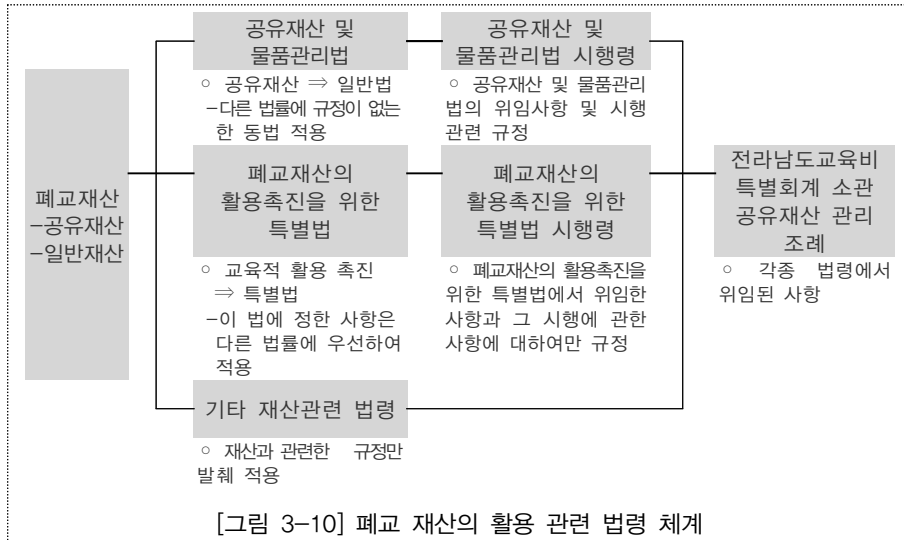 공유재산 및
물품관리법
○ 공유재산 ⇒ 일반법
-다른 법률에 규정이 없는
한 동법 적용
공유재산 및
물품관리법 시행령
○ 공유재산 및 물품관리
법의 위임사항 및 시행
관련 규정
폐교재산
-공유재산
-일반재산
폐교재산의
활용촉진을 위한
특별법
○ 교육적 활용 촉진
⇒ 특별법
-이 법에 정한 사항은
다른 법률에 우선하여
적용
폐교재산의
활용촉진을 위한
특별법 시행령
○ 폐교재산의 활용촉진을
위한 특별법에서 위임한
사항과 그 시행에 관한
사항에 대하여만 규정
전라남도교육비
특별회계 소관
공유재산 관리
조례
○ 각종 법령에서
위임된 사항
기타 재산관련 법령
○ 재산과 관련한 규정만
발췌 적용
[그림 3-10] 폐교 재산의 활용 관련 법령 체계